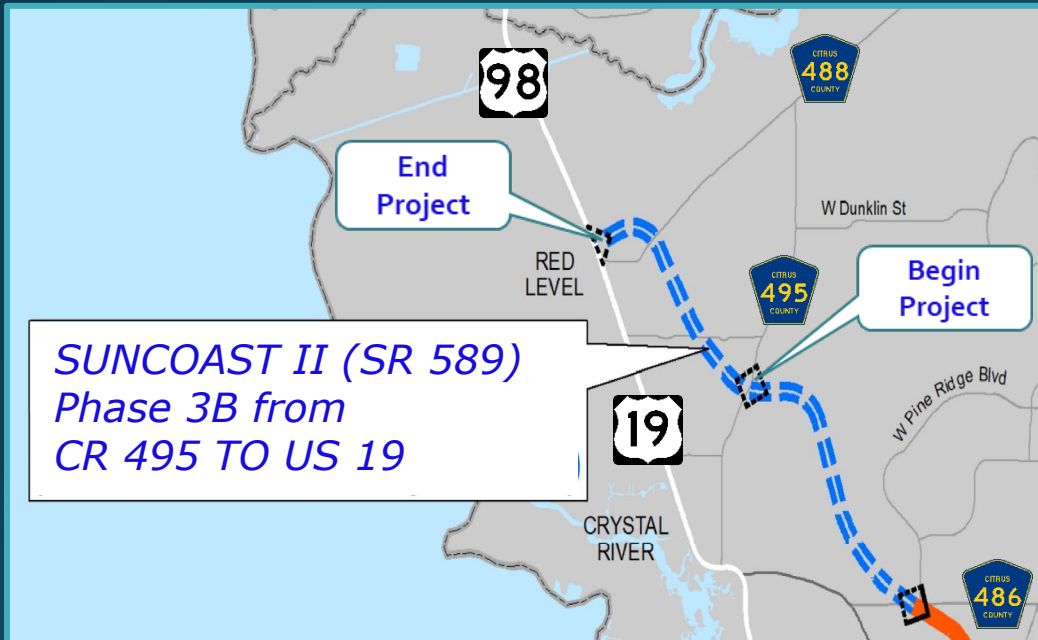 98
CITRUS
488
COUNTY
End
Project
W Dunklin St
RED
LEVEL
CITRUS
495
COUNTY
Begin
Project
SUNCOAST II (SR 589)
Phase 3B from
CR 495 TO US 19
W Pine Ridge Blvd
19
CRYSTAL
RIVER
CITRUS
486
COUNTY